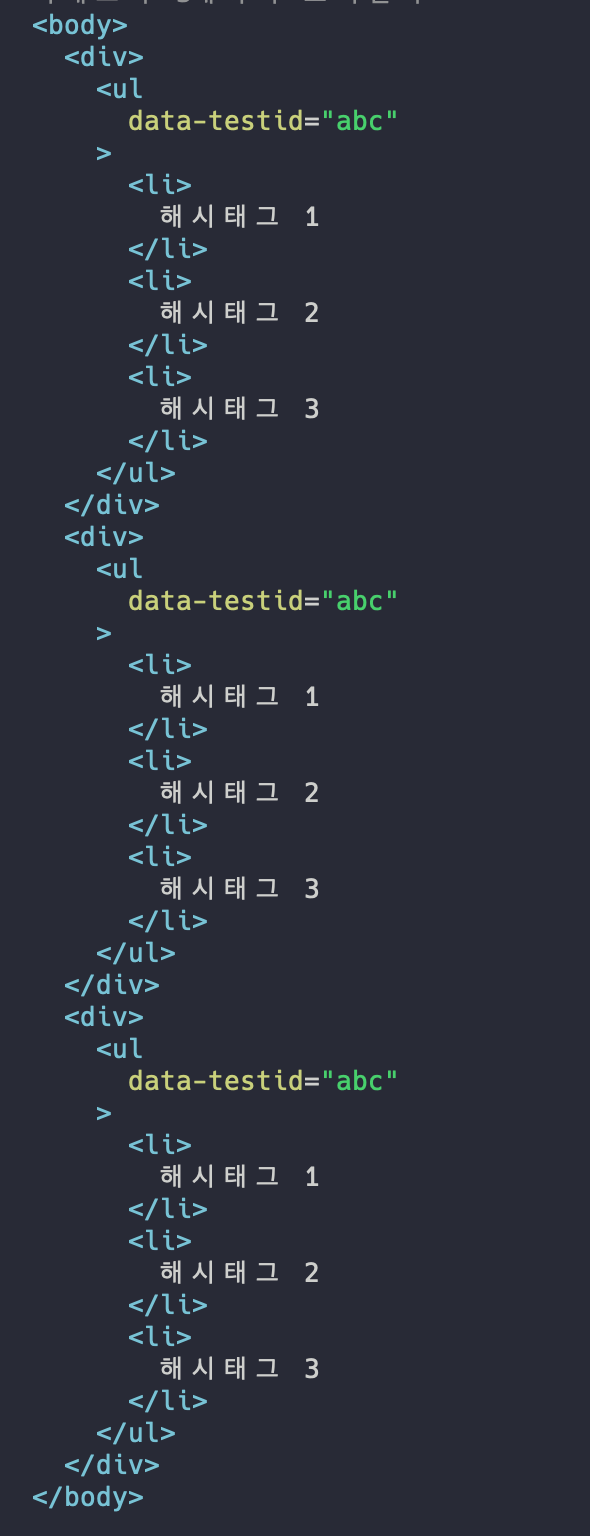 <body>
<div>
<ul
data-testid="abc"
>
<li>
해시태그 1
</li>
<li>
해시태그 2
</li>
<li>
해시태그 3
</li>
</ul>
</div>
<div>
<ul
data-testid="abc"
>
<li>
해시태그 1
</li>
<li>
해시태그 2
</li>
<li>
해시태그 3
</li>
</ul>
</div>
<div>
<ul
data-testid="abc"
>
<li>
해시태그 1
</li>
<li>
해시태그 2
</li>
<li>
해시태그 3
</li>
</ul>
</div>
</body>